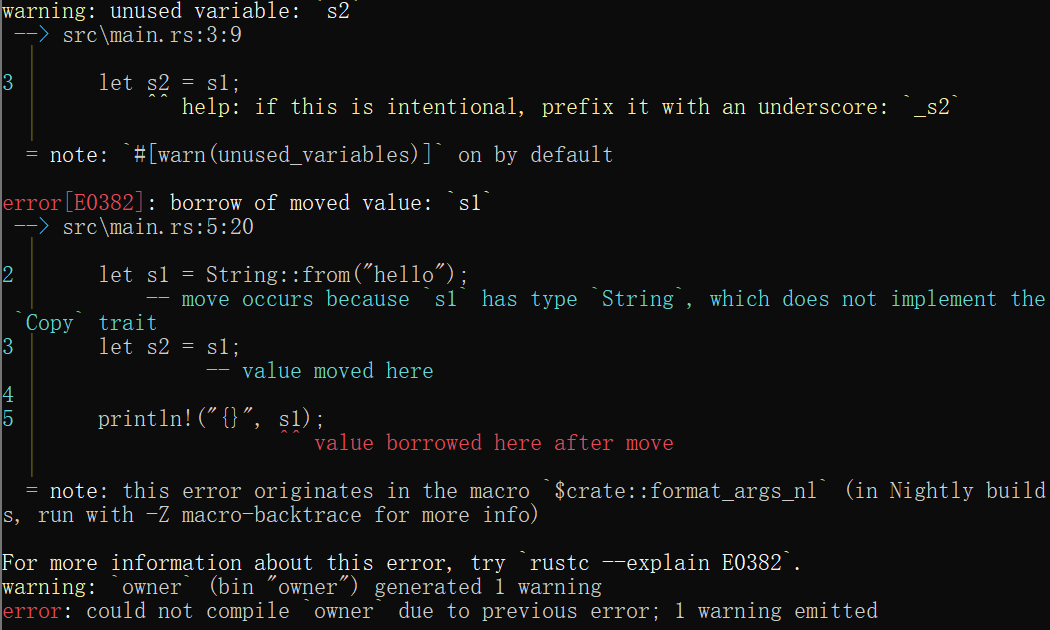 warning: unused variable: `s2`
 --> src\main.rs:3:9
  |
3 |     let s2 = s1;
  |         ^^ help: if this is intentional, prefix it with an underscore: `_s2`
  |
  = note: `#[warn(unused_variables)]` on by default
error[E0382]: borrow of moved value: `s1`
 --> src\main.rs:5:20
  |
2 |     let s1 = String::from("hello");
  |         -- move occurs because `s1` has type `String`, which does not implement the
 `Copy` trait
3 |     let s2 = s1;
  |              -- value moved here
4 |
5 |     println!("{}", s1);
  |                    ^^ value borrowed here after move
  |
  = note: this error originates in the macro `$crate::format_args_nl` (in Nightly build
s, run with -Z macro-backtrace for more info)
For more information about this error, try `rustc --explain E0382`.
warning: `owner` (bin "owner") generated 1 warning
error: could not compile `owner` due to previous error; 1 warning emitted